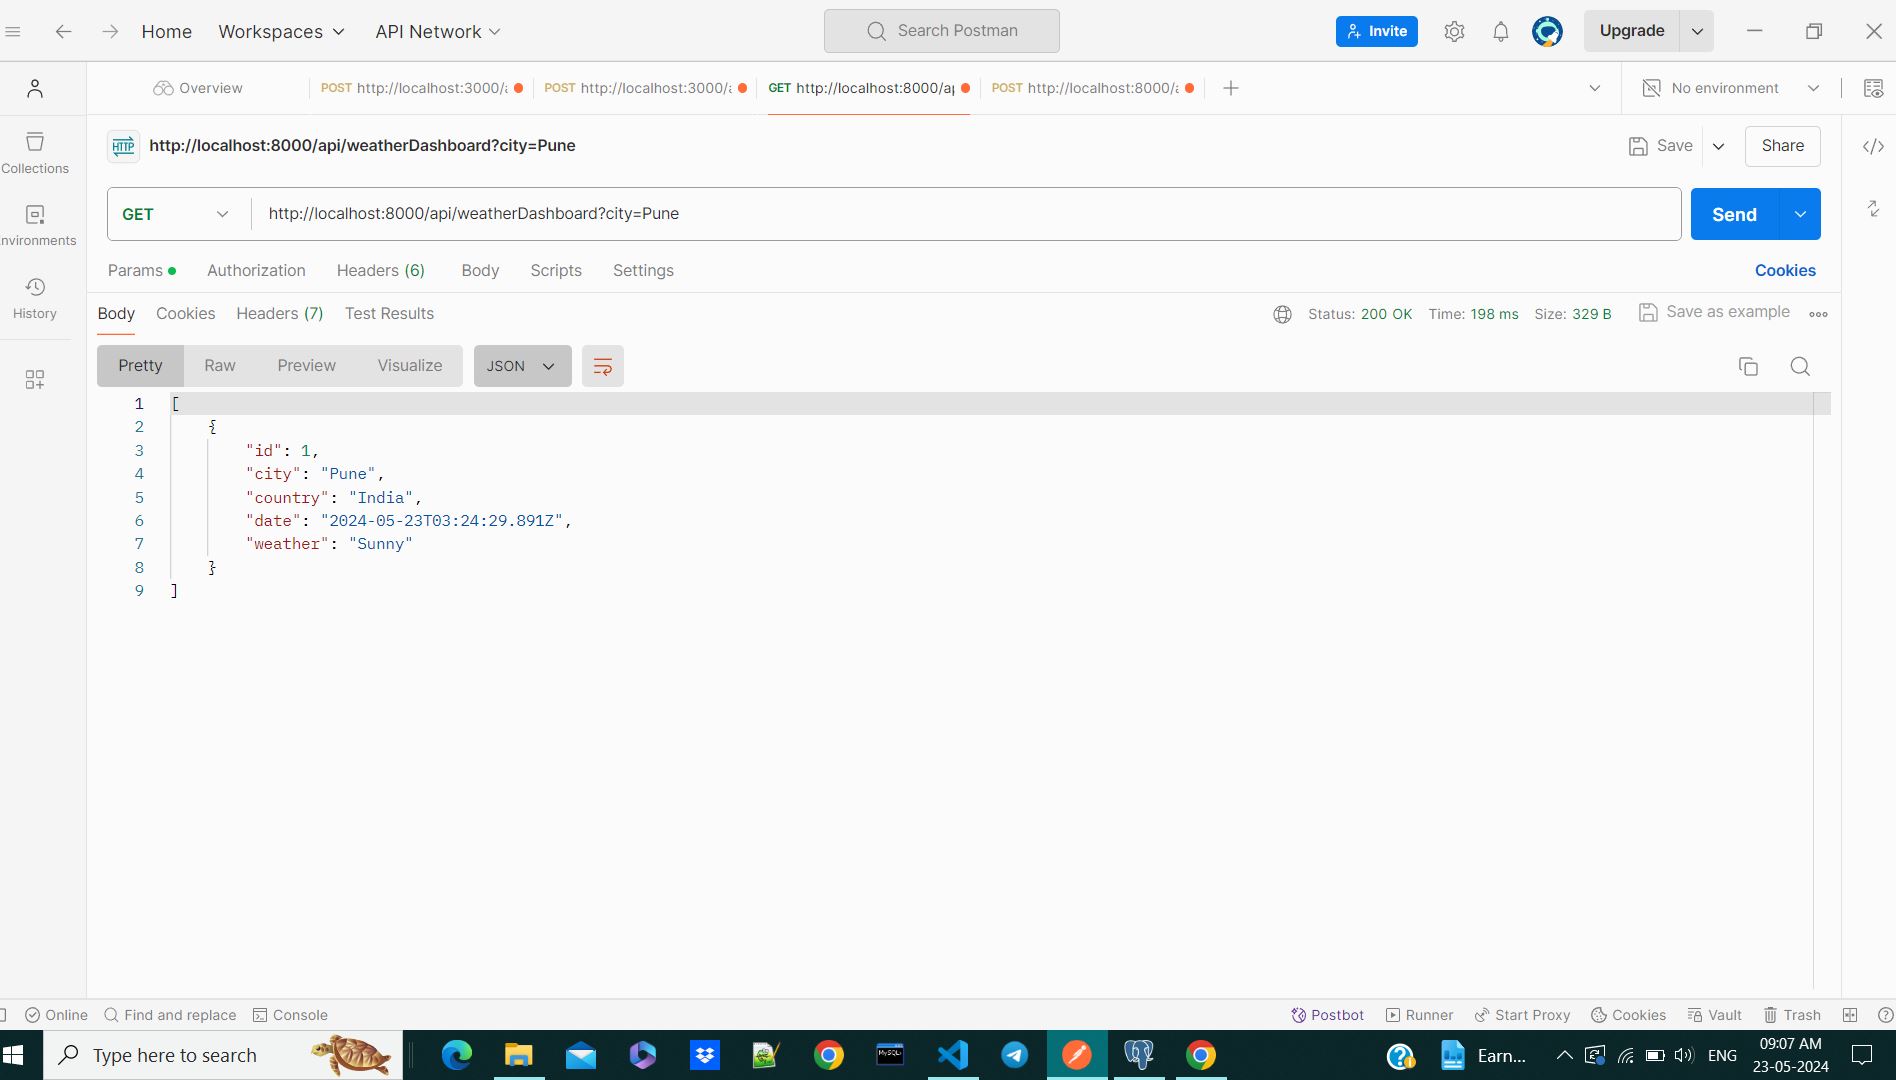 Home Workspaces API Network Search Postman Invite Upgrade
Overview POST http://localhost:3000/a POST http://localhost:3000/a GET http://localhost:8000/ap POST http://localhost:8000/a No environment
HTTP http://localhost:8000/api/weatherDashboard?city=Pune Save Share
Collections
GET http://localhost:8000/api/weatherDashboard?city=Pune Send
nvironments
Params Authorization Headers (6) Body Scripts Settings Cookies
History
Body Cookies Headers (7) Test Results Status: 200 OK Time: 198 ms Size: 329 B Save as example
Pretty Raw Preview Visualize JSON
1 [
2 {
3 "id": 1,
4 "city": "Pune",
5 "country": "India",
6 "date": "2024-05-23T03:24:29.891Z",
7 "weather": "Sunny"
8 }
9 ]
Online Find and replace Console Postbot Runner Start Proxy Cookies Vault Trash
Type here to search MySQL Earn... ENG 09:07 AM
23-05-2024